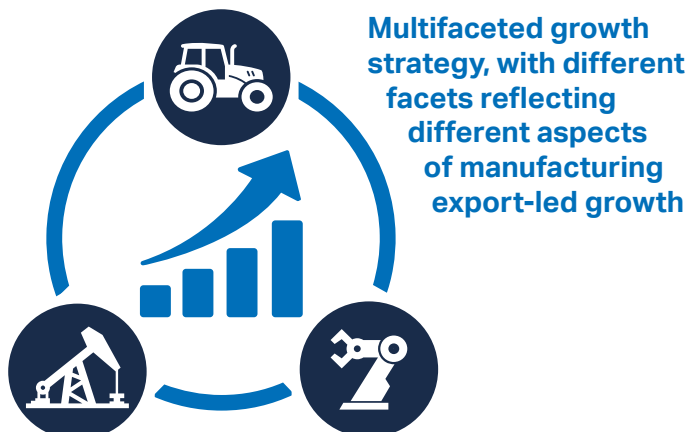 Multifaceted growth
strategy, with different
facets reflecting
different aspects
of manufacturing
export-led growth